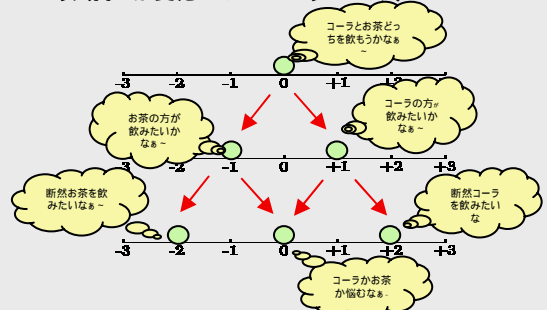 コーラとお茶どっ
ちを飲もうかなぁ
~
-3 -2 -1 0 +1 +2 +3
お茶の方が
飲みたいか
なぁ~
コーラの方が
飲みたいか
なぁ~
-3 -2 -1 0 +1 +2 +3
断然お茶を飲
みたいなぁ~
断然コーラ
を飲みたい
な
-3 -2 -1 0 +1 +2 +3
コーラかお茶
か悩むなぁ~